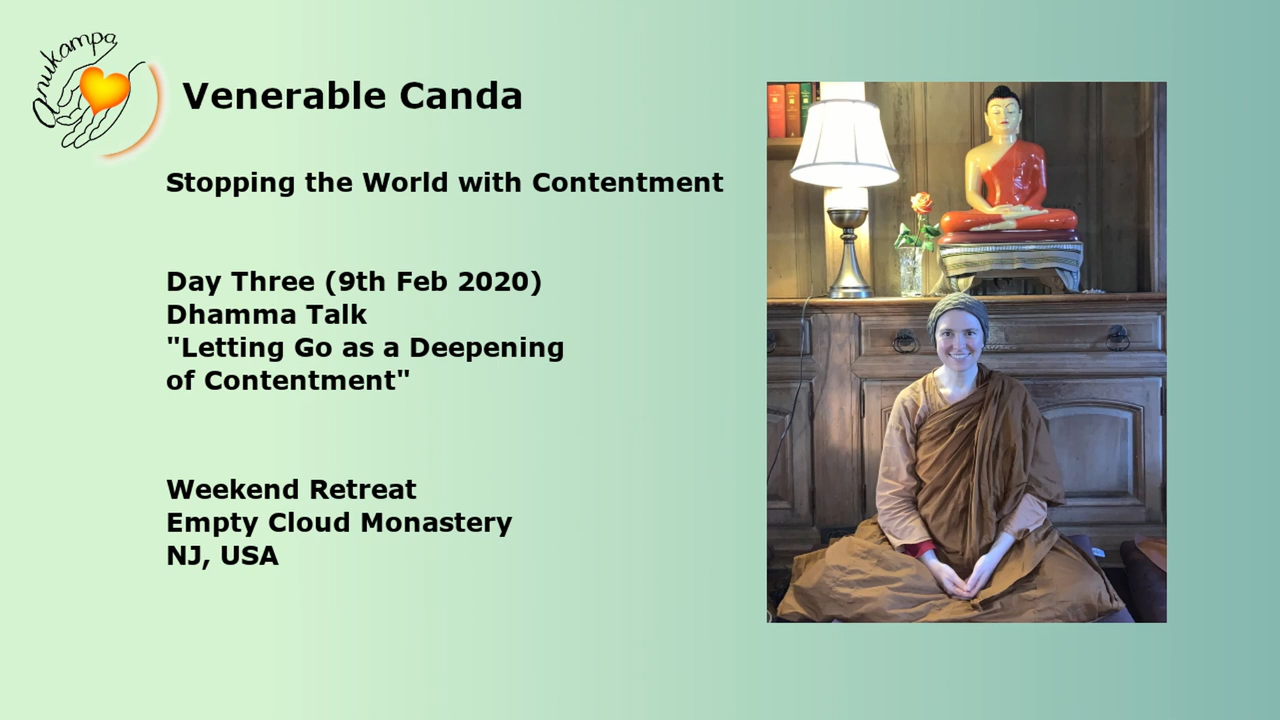 Anukampa
Venerable Canda
Stopping the World with Contentment
Day Three (9th Feb 2020)
Dhamma Talk
"Letting Go as a Deepening
of Contentment"
Weekend Retreat
Empty Cloud Monastery
NJ, USA